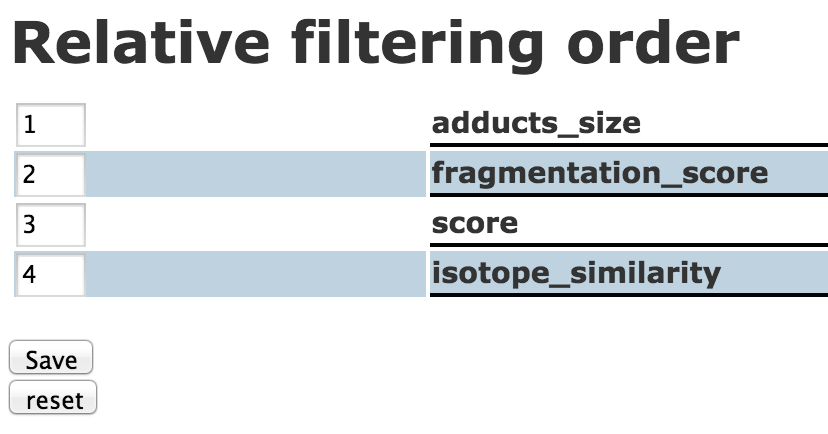 Relative filtering order
1 adducts_size
2 fragmentation_score
3 score
4 isotope_similarity
Save
reset